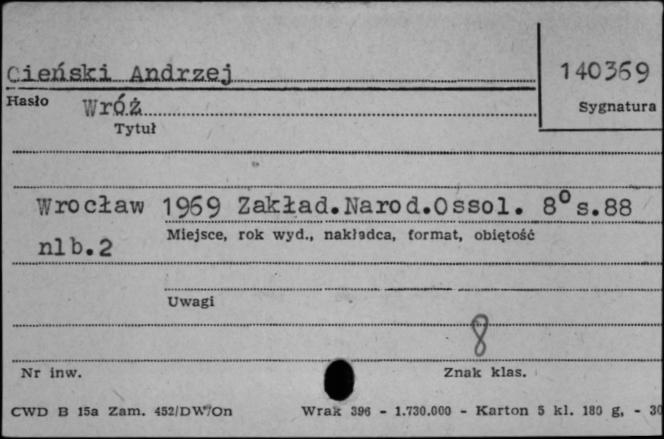 Cieński Andrzej
140369
Hasło
Sygnatura
Wróż
Tytuł
Wrocław 1969 Zakład.Narod.Ossol. 8° s.88
Miejsce, rok wyd., nakładca, format, objętość
nlb.2
Uwagi
8
Nr inw.
Znak klas.
CWD B 15a Zam. 452/DW/On
Wrak 396 - 1.730.000 - Karton 5 kl. 180 g, - 30